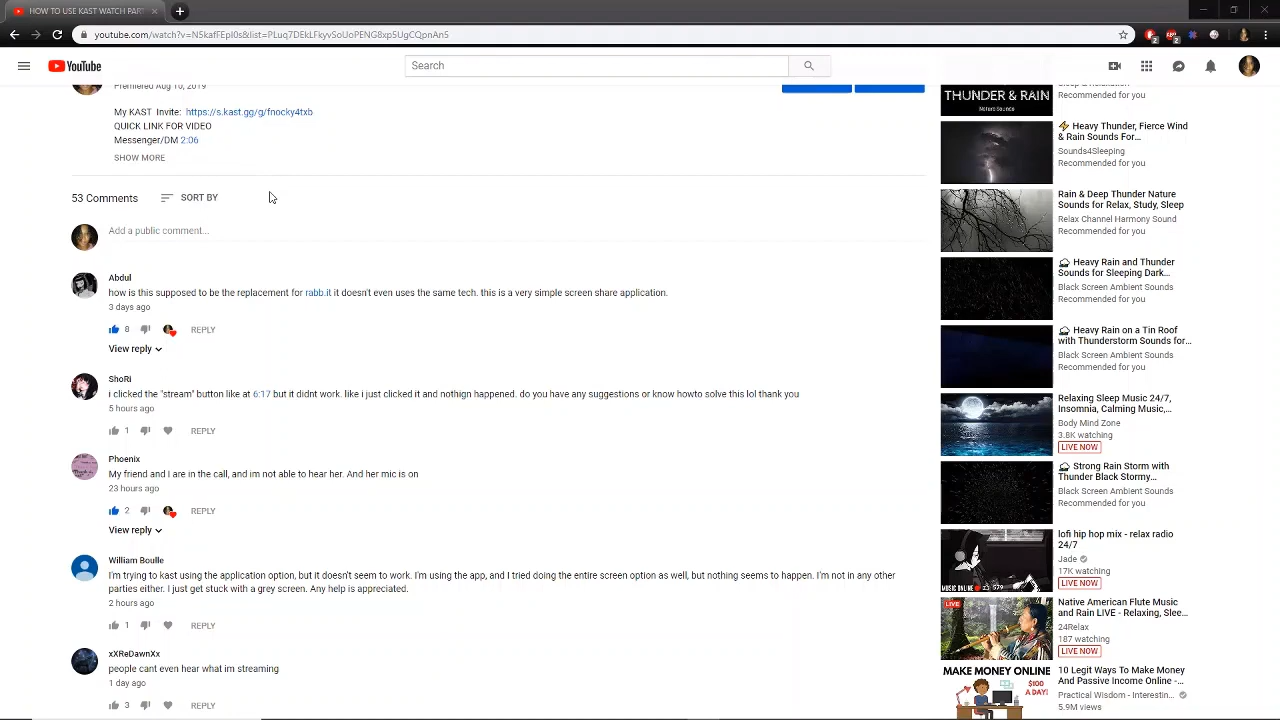 HOW TO USE KAST WATCH PART
youtube.com/watch?v=N5kafFEpI0s&list=PLuq7DEkLFkyvSoUoPENG8xp5UgCQpnAn5
YouTube
Search
Premiered Aug 10, 2019
My KAST Invite: https://s.kast.gg/g/fnocky4txb
QUICK LINK FOR VIDEO
Messenger/DM 2:06
SHOW MORE
53 Comments
SORT BY
Add a public comment...
Abdul
how is this supposed to be the replacement for rabb.it it doesn't even uses the same tech. this is a very simple screen share application.
3 days ago
8
REPLY
View reply
ShoRi
i clicked the "stream" button like at 6:17 but it didnt work. like i just clicked it and nothign happened. do you have any suggestions or know howto solve this lol thank you
5 hours ago
1
REPLY
Phoenix
My friend and I are in the call, and im not able to hear her. And her mic is on
23 hours ago
2
REPLY
View reply
William Boulle
I'm trying to kast using the application option, but it doesn't seem to work. I'm using the app, and I tried doing the entire screen option as well, but nothing seems to happen. I'm not in any other
parties either. I just get stuck with a grey screen. Any help is appreciated.
2 hours ago
1
REPLY
xXReDawnXx
people cant even hear what im streaming
1 day ago
3
REPLY
THUNDER & RAIN
Nature Sounds
Recommended for you
Heavy Thunder, Fierce Wind
& Rain Sounds For...
Sounds4Sleeping
Recommended for you
Rain & Deep Thunder Nature
Sounds for Relax, Study, Sleep
Relax Channel Harmony Sound
Recommended for you
Heavy Rain and Thunder
Sounds for Sleeping Dark...
Black Screen Ambient Sounds
Recommended for you
Heavy Rain on a Tin Roof
with Thunderstorm Sounds for...
Black Screen Ambient Sounds
Recommended for you
Relaxing Sleep Music 24/7,
Insomnia, Calming Music,...
Body Mind Zone
3.8K watching
LIVE NOW
Strong Rain Storm with
Thunder Black Stormy...
Black Screen Ambient Sounds
Recommended for you
MUSIC ONLINE
579
lofi hip hop mix - relax radio
24/7
Jade
17K watching
LIVE NOW
LIVE
Native American Flute Music
and Rain LIVE - Relaxing, Slee...
24Relax
187 watching
LIVE NOW
MAKE MONEY ONLINE
$100
A DAY!
10 Legit Ways To Make Money
And Passive Income Online -...
Practical Wisdom - Interestin...
5.9M views